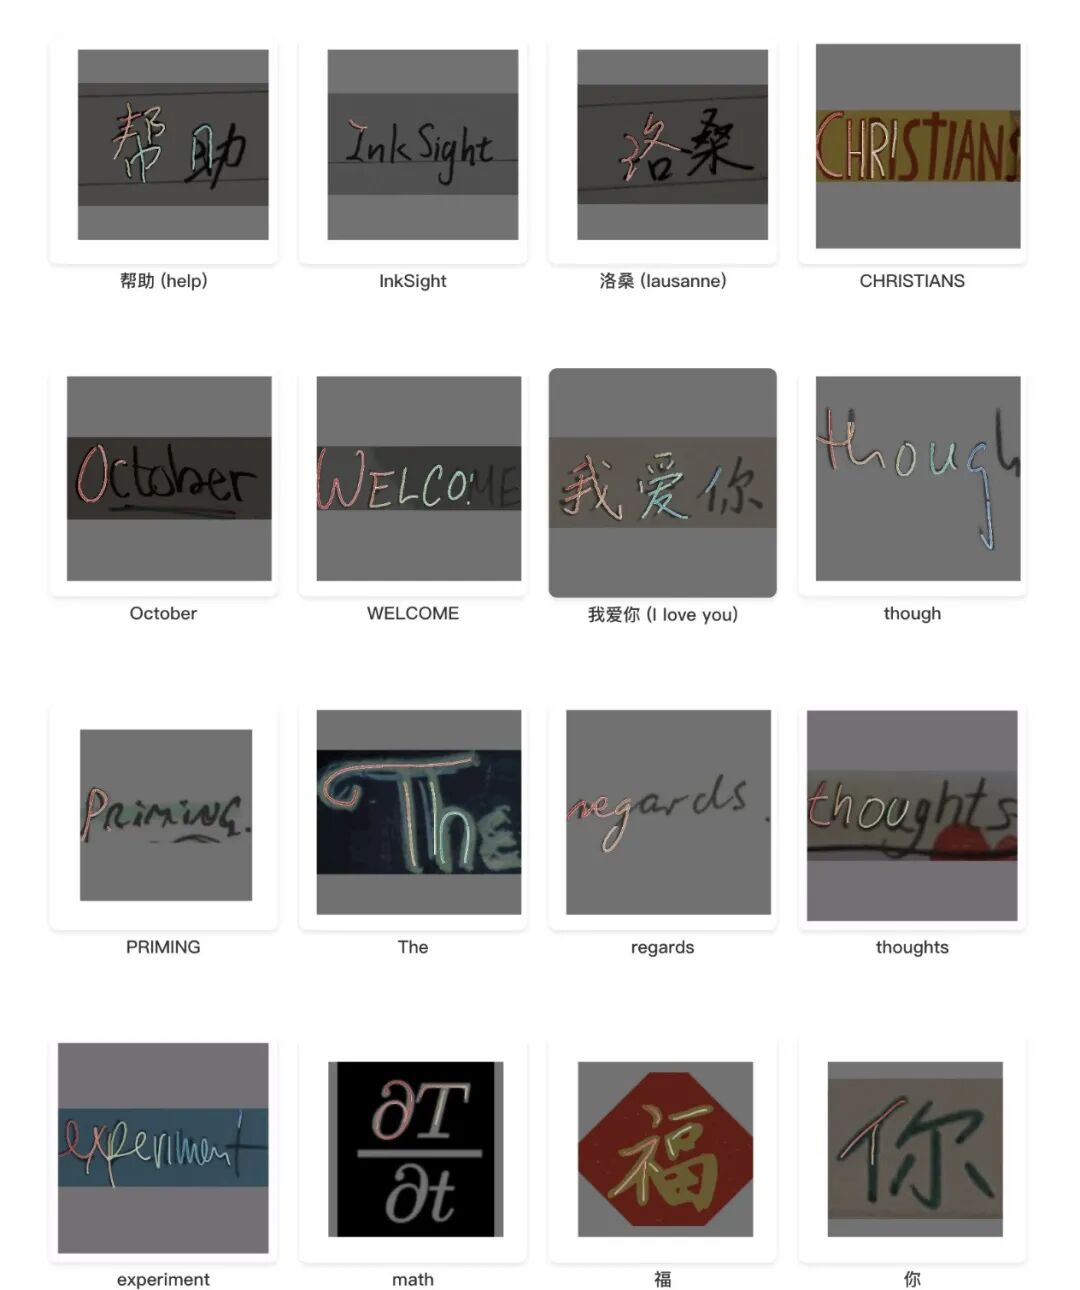 帮助 InkSight 洛桑 CHRISTIANS
帮助 (help) InkSight 洛桑 (lausanne) CHRISTIANS
October WELCOME 我爱你 though
October WELCOME 我爱你 (I love you) though
PRIMING. The regards. thoughts
PRIMING The regards thoughts
experiment ∂T/∂t 福 你
experiment math 福 你